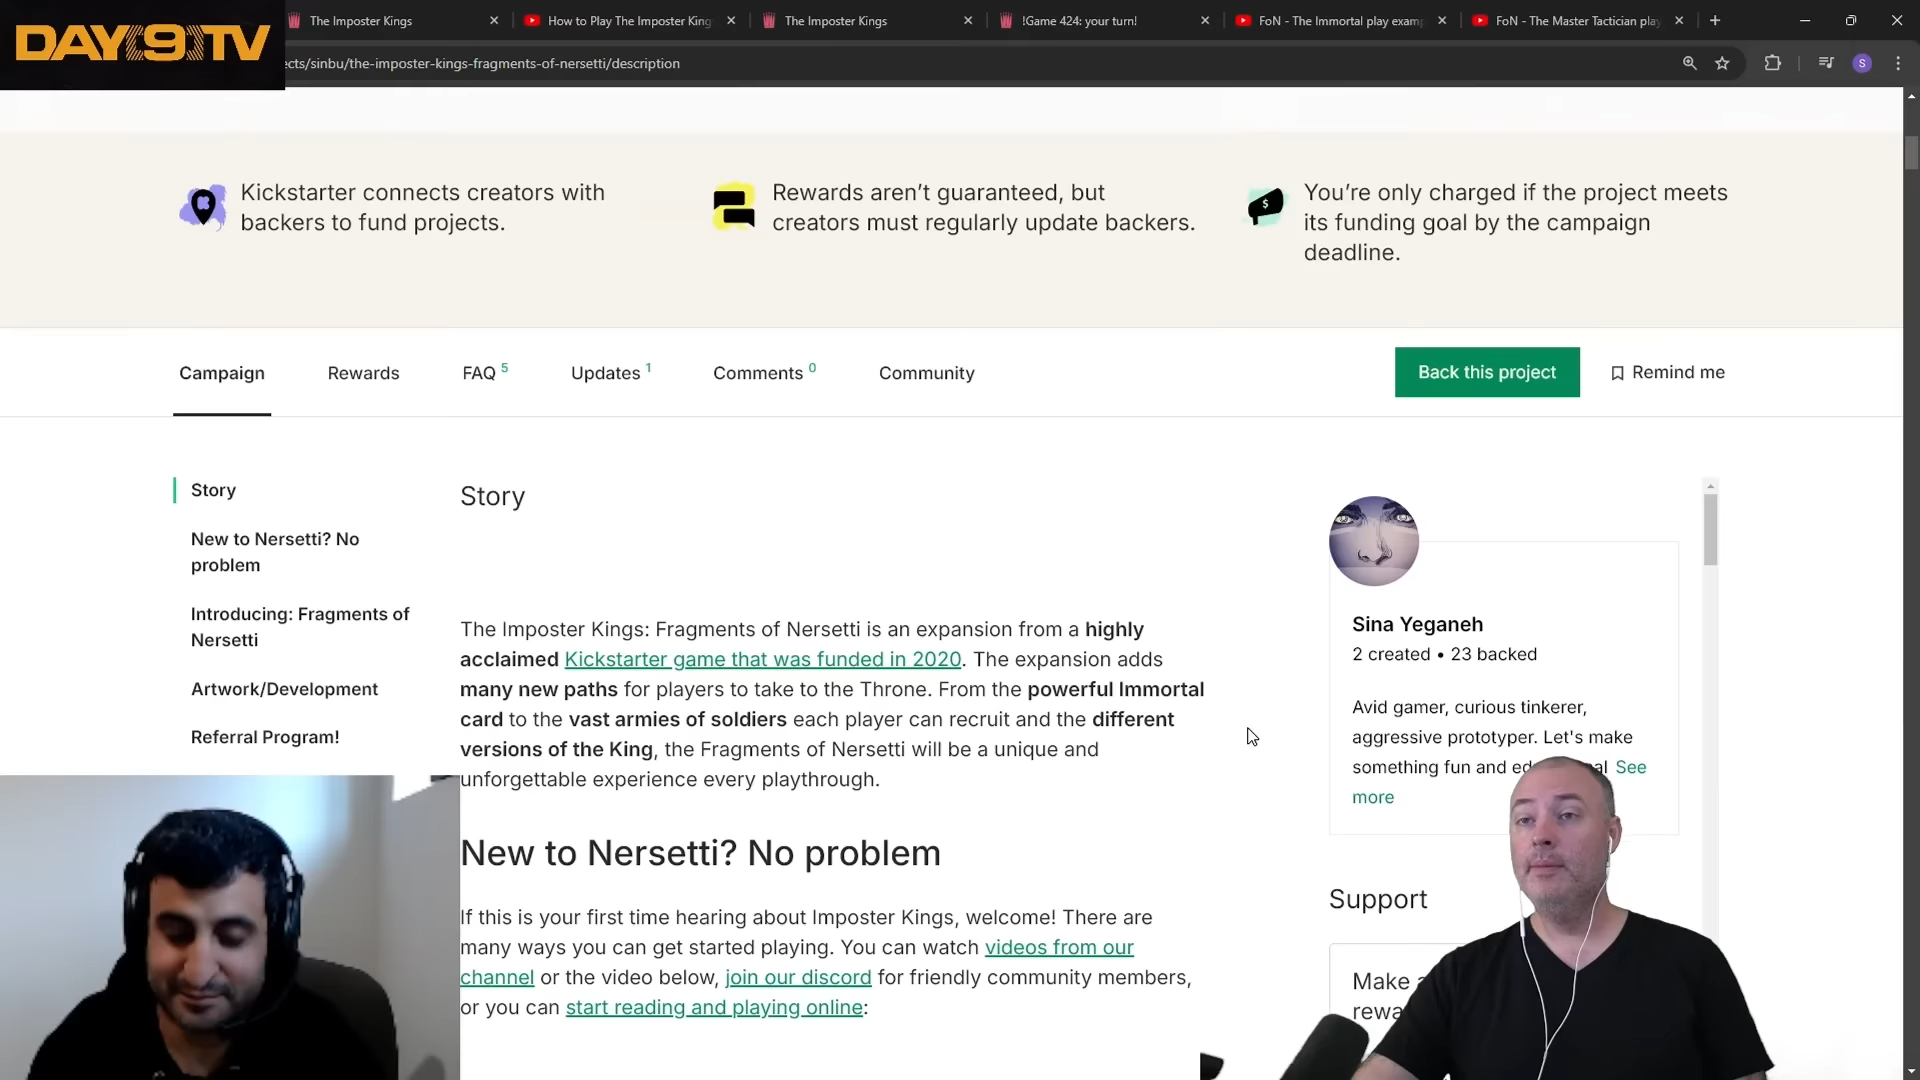 DAY[9]TV
The Imposter Kings
How to Play The Imposter King
The Imposter Kings
!Game 424: your turn!
FoN - The Immortal play exam
FoN - The Master Tactician pla
ects/sinbu/the-imposter-kings-fragments-of-nersetti/description
S
Kickstarter connects creators with
backers to fund projects.
Rewards aren’t guaranteed, but
creators must regularly update backers.
You’re only charged if the project meets
its funding goal by the campaign
deadline.
Campaign
Rewards
FAQ 5
Updates 1
Comments 0
Community
Back this project
Remind me
Story
New to Nersetti? No
problem
Introducing: Fragments of
Nersetti
Artwork/Development
Referral Program!
Story
The Imposter Kings: Fragments of Nersetti is an expansion from a highly
acclaimed Kickstarter game that was funded in 2020. The expansion adds
many new paths for players to take to the Throne. From the powerful Immortal
card to the vast armies of soldiers each player can recruit and the different
versions of the King, the Fragments of Nersetti will be a unique and
unforgettable experience every playthrough.
New to Nersetti? No problem
If this is your first time hearing about Imposter Kings, welcome! There are
many ways you can get started playing. You can watch videos from our
channel or the video below, join our discord for friendly community members,
or you can start reading and playing online:
Sina Yeganeh
2 created • 23 backed
Avid gamer, curious tinkerer,
aggressive prototyper. Let's make
something fun and ed al See
more
Support
Make a
rewa